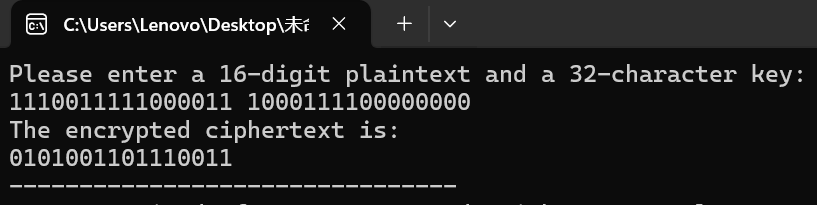 C:\Users\Lenovo\Desktop\未
Please enter a 16-digit plaintext and a 32-character key:
1110011111000011 1000111100000000
The encrypted ciphertext is:
0101001101110011
--------------------------------